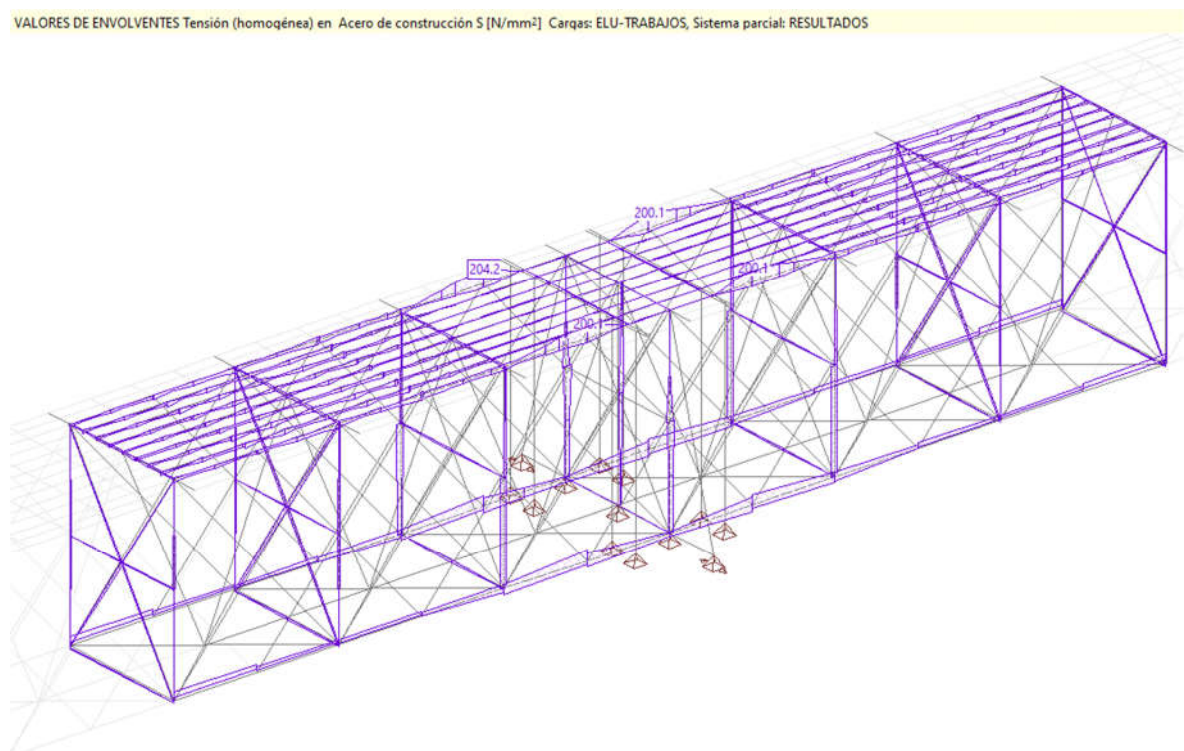 VALORES DE ENVOLVENTES Tensión (homogénea) en Acero de construcción S [N/mm²] Cargas: ELU-TRABAJOS, Sistema parcial: RESULTADOS
200.1
204.2
200.1
200.1